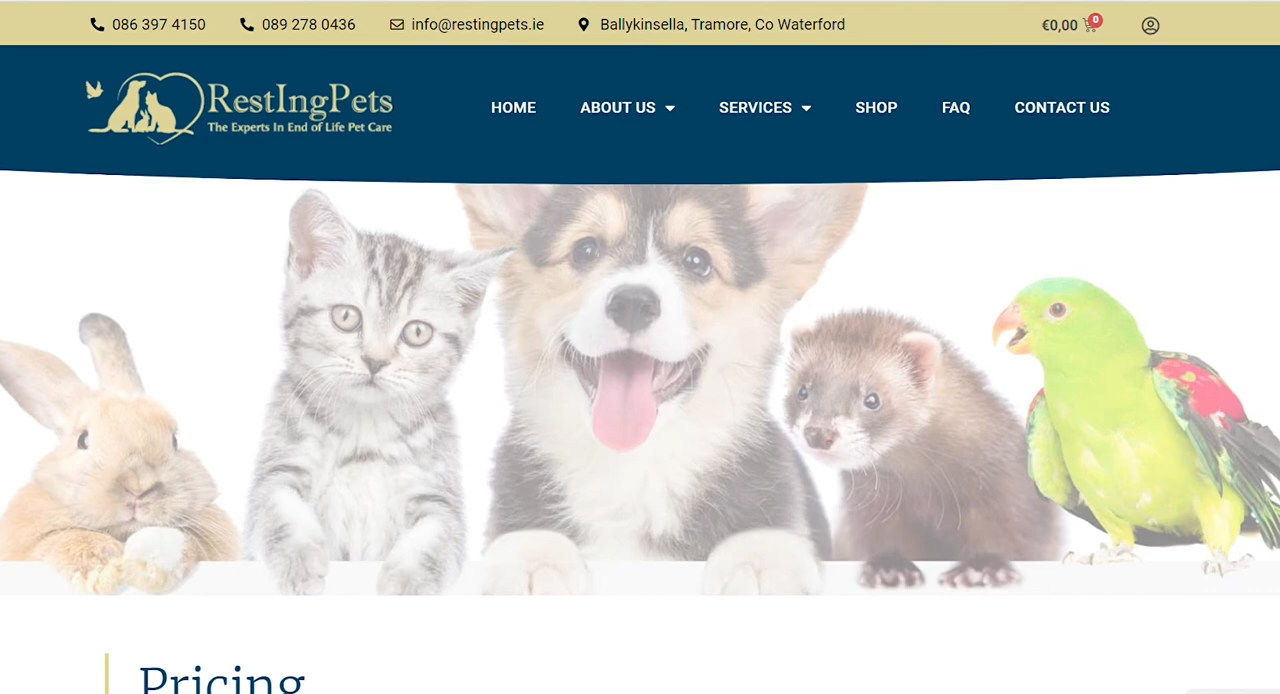 086 397 4150 089 278 0436 info@restingpets.ie Ballykinsella, Tramore, Co Waterford €0,00 0
RestIngPets
The Experts In End of Life Pet Care
HOME ABOUT US SERVICES SHOP FAQ CONTACT US
Pricing